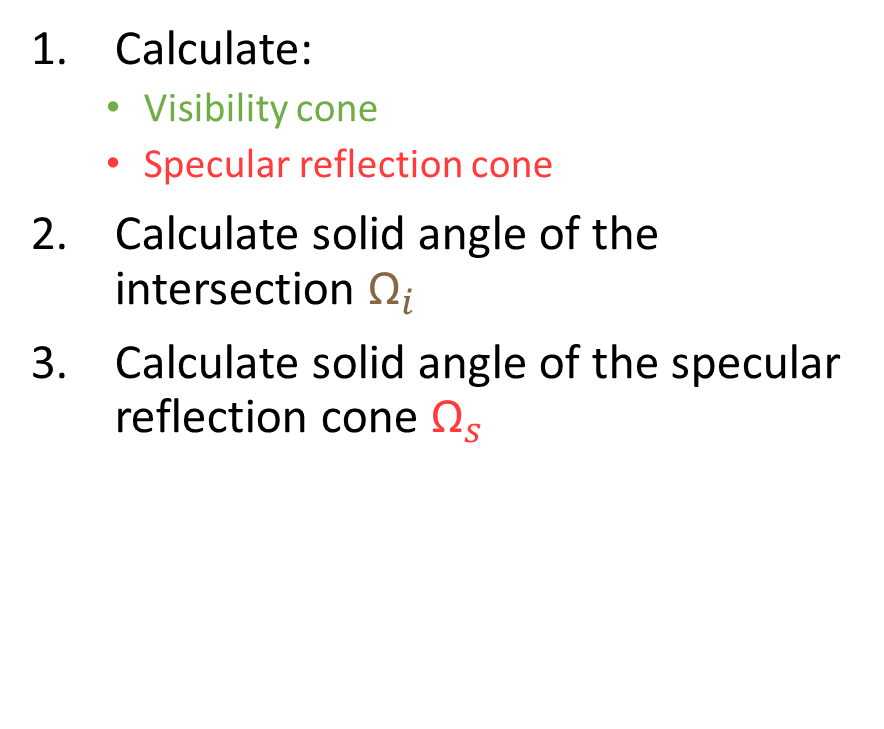 1. Calculate:
• Visibility cone
• Specular reflection cone
2. Calculate solid angle of the
intersection Ωᵢ
3. Calculate solid angle of the specular
reflection cone Ωₛ